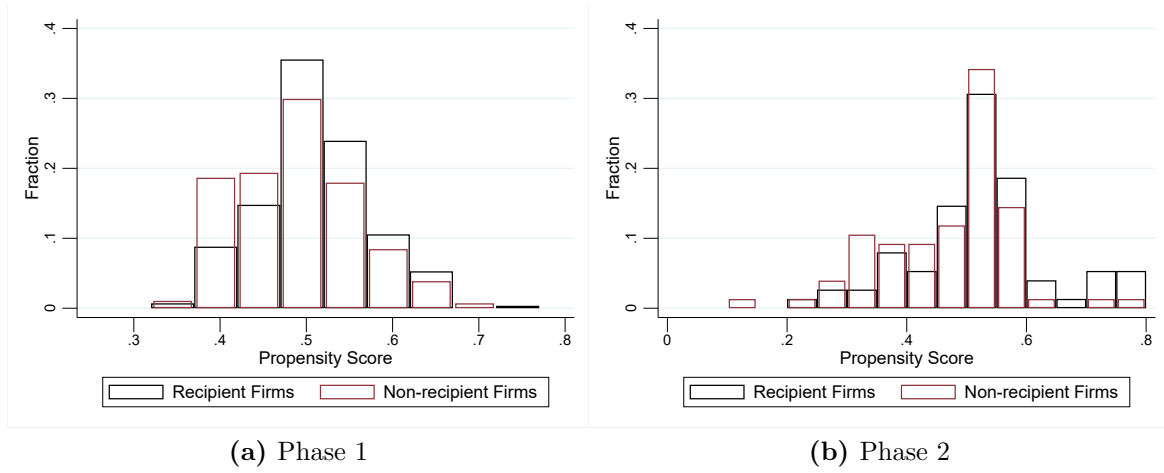 .4
.3
.2
.1
0
Fraction
.3 .4 .5 .6 .7 .8
Propensity Score
Recipient Firms Non-recipient Firms
(a) Phase 1
.4
.3
.2
.1
0
Fraction
0 .2 .4 .6 .8
Propensity Score
Recipient Firms Non-recipient Firms
(b) Phase 2